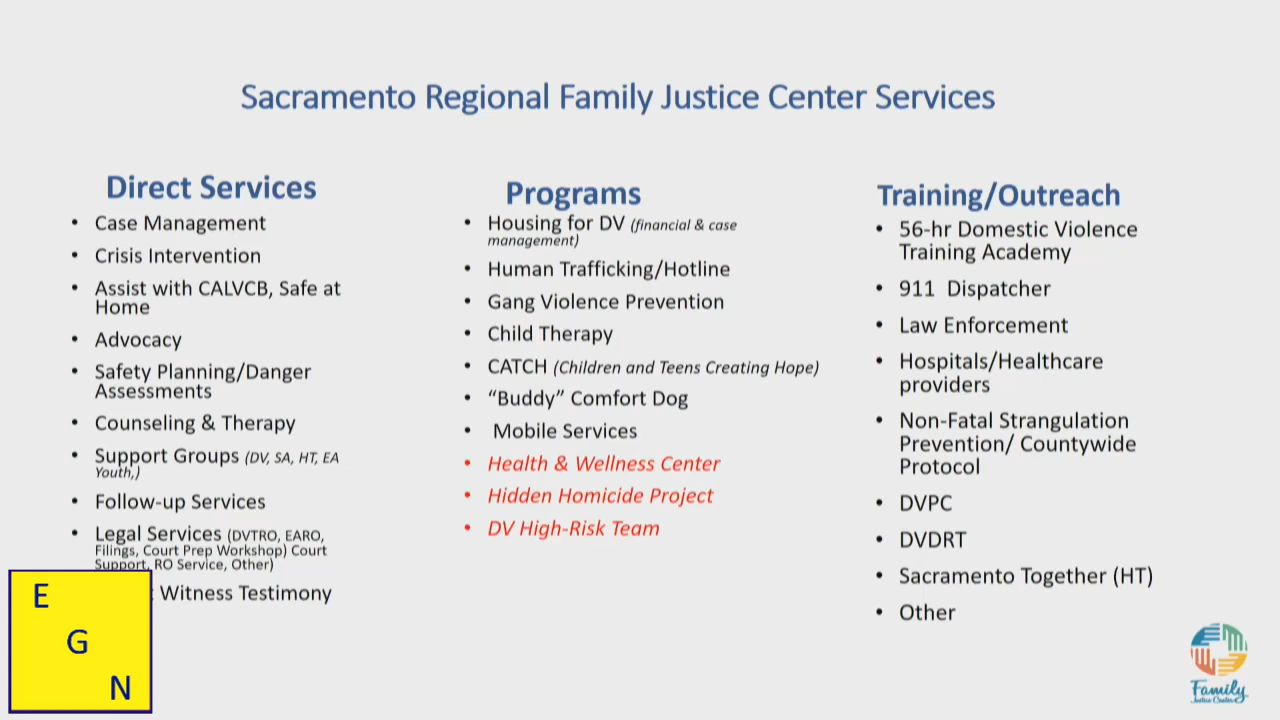 Sacramento Regional Family Justice Center Services
Direct Services
• Case Management
• Crisis Intervention
• Assist with CALVCB, Safe at
Home
• Advocacy
• Safety Planning/Danger
Assessments
• Counseling & Therapy
• Support Groups (DV, SA, HT, EA
Youth,)
• Follow-up Services
• Legal Services (DVTRO, EARO,
Filings, Court Prep Workshop) Court
Support, RO Service, Other)
Witness Testimony
Programs
• Housing for DV (financial & case
management)
• Human Trafficking/Hotline
• Gang Violence Prevention
• Child Therapy
• CATCH (Children and Teens Creating Hope)
• “Buddy” Comfort Dog
• Mobile Services
• Health & Wellness Center
• Hidden Homicide Project
• DV High-Risk Team
Training/Outreach
• 56-hr Domestic Violence
Training Academy
• 911 Dispatcher
• Law Enforcement
• Hospitals/Healthcare
providers
• Non-Fatal Strangulation
Prevention/ Countywide
Protocol
• DVPC
• DVDRT
• Sacramento Together (HT)
• Other
E
G
N
Family
Justice Center